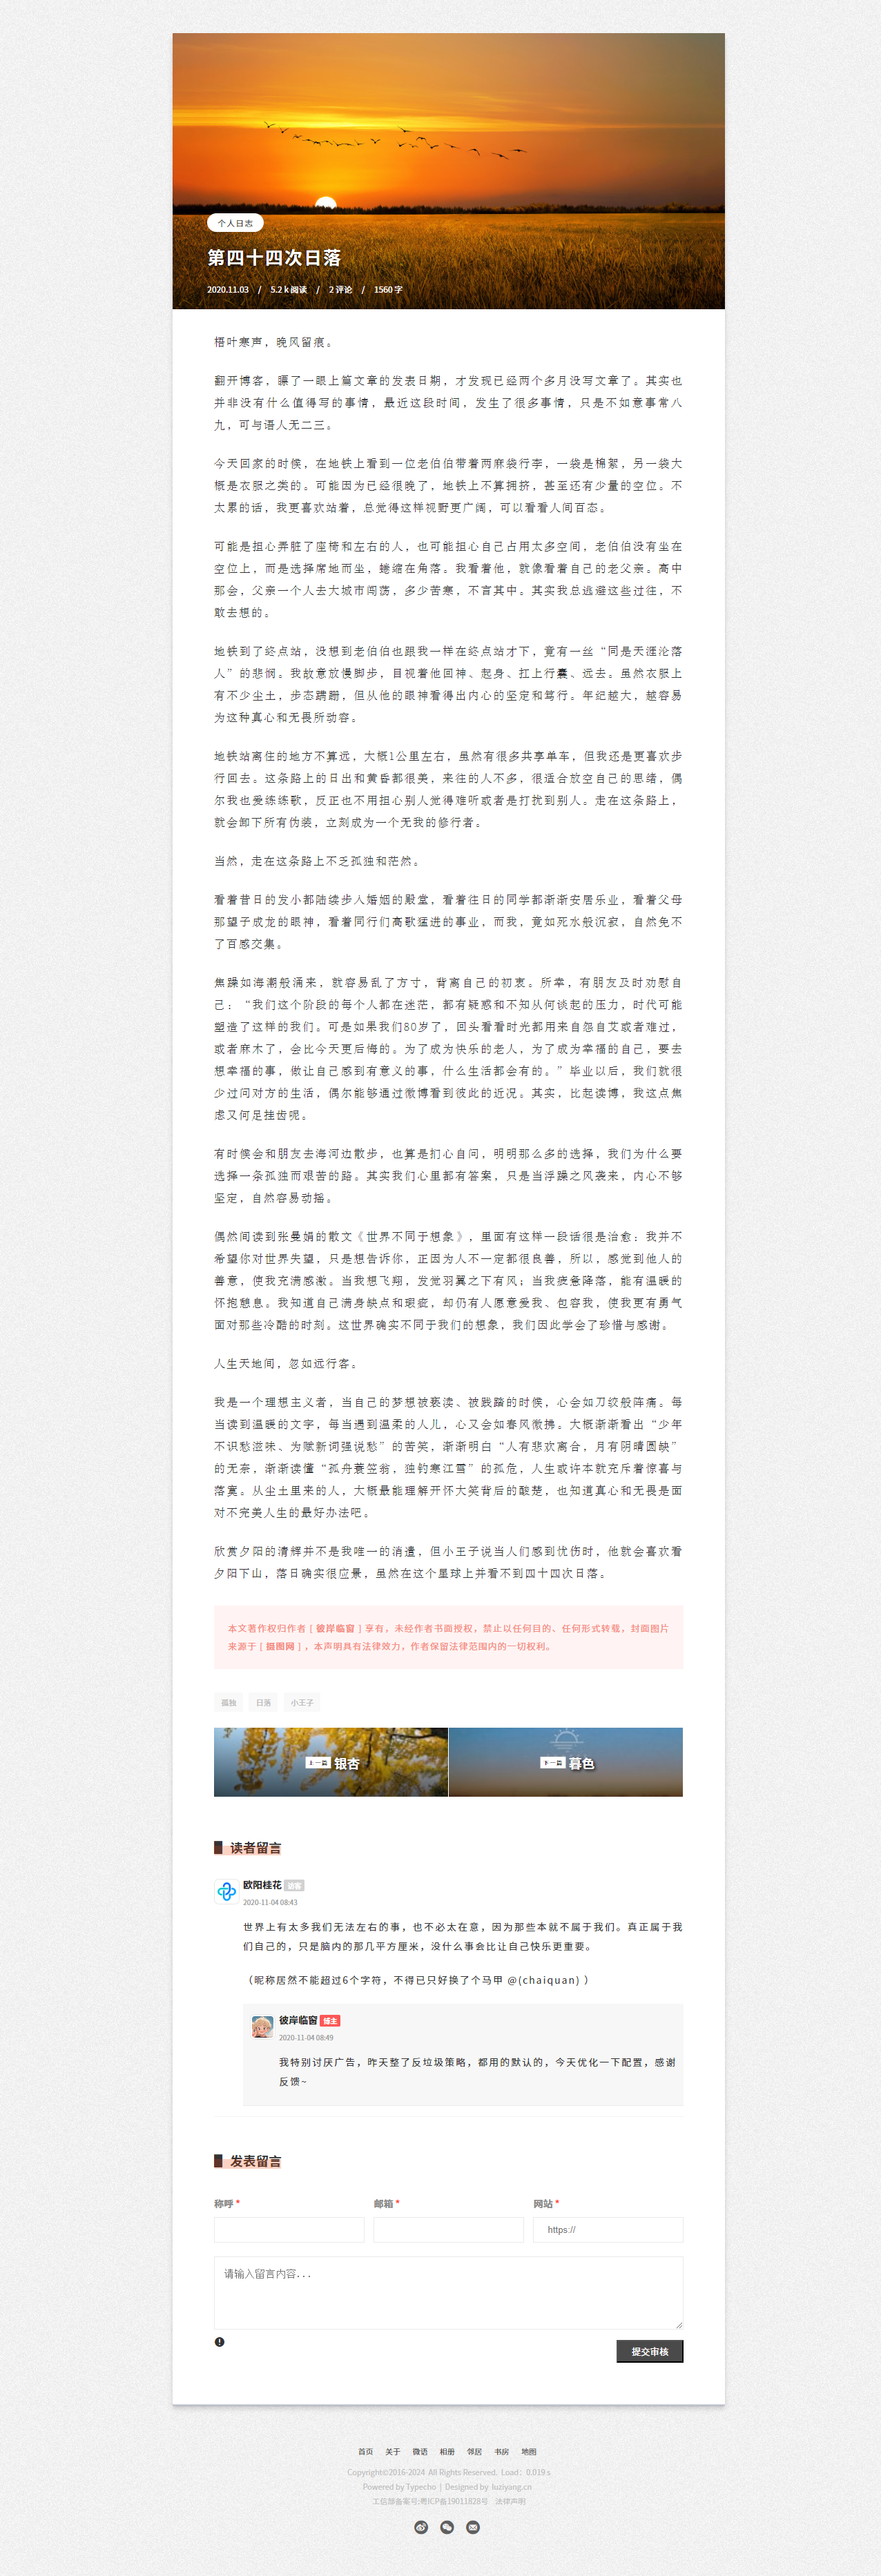 个人日志
第四十四次日落
2020.11.03 / 5.2 k 阅读 / 2 评论 / 1560 字
梧叶寒声，晚风留痕。
翻开博客，瞟了一眼上篇文章的发表日期，才发现已经两个多月没写文章了。其实也
并非没有什么值得写的事情，最近这段时间，发生了很多事情，只是不如意事常八
九，可与语人无二三。
今天回家的时候，在地铁上看到一位老伯伯带着两麻袋行李，一袋是棉絮，另一袋大
概是衣服之类的。可能因为已经很晚了，地铁上不算拥挤，甚至还有少量的空位。不
太累的话，我更喜欢站着，总觉得这样视野更广阔，可以看看人间百态。
可能是担心弄脏了座椅和左右的人，也可能担心自己占用太多空间，老伯伯没有坐在
空位上，而是选择席地而坐，蜷缩在角落。我看着他，就像看着自己的老父亲。高中
那会，父亲一个人去大城市闯荡，多少苦寒，不言其中。其实我总逃避这些过往，不
敢去想的。
地铁到了终点站，没想到老伯伯也跟我一样在终点站才下，竟有一丝“同是天涯沦落
人”的悲悯。我故意放慢脚步，目视着他回神、起身、扛上行囊、远去。虽然衣服上
有不少尘土，步态蹒跚，但从他的眼神看得出内心的坚定和笃行。年纪越大，越容易
为这种真心和无畏所动容。
地铁站离住的地方不算远，大概1公里左右，虽然有很多共享单车，但我还是更喜欢步
行回去。这条路上的日出和黄昏都很美，来往的人不多，很适合放空自己的思绪，偶
尔我也爱练练歌，反正也不用担心别人觉得难听或者是打扰到别人。走在这条路上，
就会卸下所有伪装，立刻成为一个无我的修行者。
当然，走在这条路上不乏孤独和茫然。
看着昔日的发小都陆续步入婚姻的殿堂，看着往日的同学都渐渐安居乐业，看着父母
那望子成龙的眼神，看着同行们高歌猛进的事业，而我，竟如死水般沉寂，自然免不
了百感交集。
焦躁如海潮般涌来，就容易乱了方寸，背离自己的初衷。所幸，有朋友及时劝慰自
己：“我们这个阶段的每个人都在迷茫，都有疑惑和不知从何谈起的压力，时代可能
塑造了这样的我们。可是如果我们80岁了，回头看看时光都用来自怨自艾或者难过，
或者麻木了，会比今天更后悔的。为了成为快乐的老人，为了成为幸福的自己，要去
想幸福的事，做让自己感到有意义的事，什么生活都会有的。”毕业以后，我们就很
少过问对方的生活，偶尔能够通过微博看到彼此的近况。其实，比起读博，我这点焦
虑又何足挂齿呢。
有时候会和朋友去海河边散步，也算是扪心自问，明明那么多的选择，我们为什么要
选择一条孤独而艰苦的路。其实我们心里都有答案，只是当浮躁之风袭来，内心不够
坚定，自然容易动摇。
偶然间读到张曼娟的散文《世界不同于想象》，里面有这样一段话很是治愈：我并不
希望你对世界失望，只是想告诉你，正因为人不一定都很良善，所以，感觉到他人的
善意，使我充满感激。当我想飞翔，发觉羽翼之下有风；当我疲惫降落，能有温暖的
怀抱憩息。我知道自己满身缺点和瑕疵，却仍有人愿意爱我、包容我，使我更有勇气
面对那些冷酷的时刻。这世界确实不同于我们的想象，我们因此学会了珍惜与感谢。
人生天地间，忽如远行客。
我是一个理想主义者，当自己的梦想被亵渎、被践踏的时候，心会如刀绞般阵痛。每
当读到温暖的文字，每当遇到温柔的人儿，心又会如春风微拂。大概渐渐看出“少年
不识愁滋味、为赋新词强说愁”的苦笑，渐渐明白“人有悲欢离合，月有阴晴圆缺”
的无奈，渐渐读懂“孤舟蓑笠翁，独钓寒江雪”的孤危，人生或许本就充斥着惊喜与
落寞。从尘土里来的人，大概最能理解开怀大笑背后的酸楚，也知道真心和无畏是面
对不完美人生的最好办法吧。
欣赏夕阳的清辉并不是我唯一的消遣，但小王子说当人们感到忧伤时，他就会喜欢看
夕阳下山，落日确实很应景，虽然在这个星球上并看不到四十四次日落。
本文著作权归作者 [ 彼岸临窗 ] 享有，未经作者书面授权，禁止以任何目的、任何形式转载，封面图片
来源于 [ 摄图网 ] ，本声明具有法律效力，作者保留法律范围内的一切权利。
孤独 日落 小王子
上一篇 银杏 下一篇 暮色
读者留言
欧阳桂花 游客
2020-11-04 08:43
世界上有太多我们无法左右的事，也不必太在意，因为那些本就不属于我们。真正属于我
们自己的，只是脑内的那几平方厘米，没什么事会比让自己快乐更重要。
（昵称居然不能超过6个字符，不得已只好换了个马甲 @(chaiquan) ）
彼岸临窗 博主
2020-11-04 08:49
我特别讨厌广告，昨天整了反垃圾策略，都用的默认的，今天优化一下配置，感谢
反馈~
发表留言
称呼 * 邮箱 * 网站 *
https://
请输入留言内容...
提交审核
首页 关于 微语 相册 邻居 书房 地图
Copyright©2016-2024 All Rights Reserved. Load：0.019 s
Powered by Typecho | Designed by luziyang.cn
工信部备案号:粤ICP备19011828号 法律声明